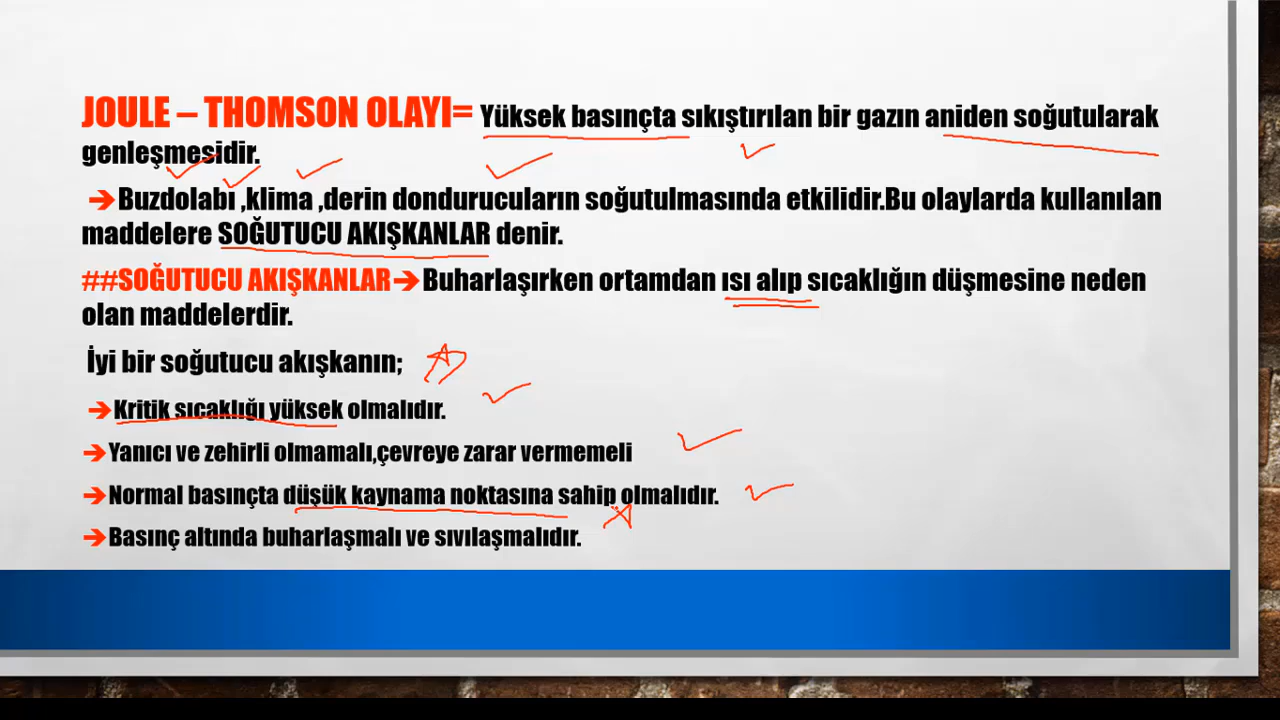 JOULE – THOMSON OLAYI= Yüksek basınçta sıkıştırılan bir gazın aniden soğutularak
genleşmesidir.
➔Buzdolabı ,klima ,derin dondurucuların soğutulmasında etkilidir.Bu olaylarda kullanılan
maddelere SOĞUTUCU AKIŞKANLAR denir.
##SOĞUTUCU AKIŞKANLAR➔Buharlaşırken ortamdan ısı alıp sıcaklığın düşmesine neden
olan maddelerdir.
İyi bir soğutucu akışkanın;
➔Kritik sıcaklığı yüksek olmalıdır.
➔Yanıcı ve zehirli olmamalı,çevreye zarar vermemeli
➔Normal basınçta düşük kaynama noktasına sahip olmalıdır.
➔Basınç altında buharlaşmalı ve sıvılaşmalıdır.